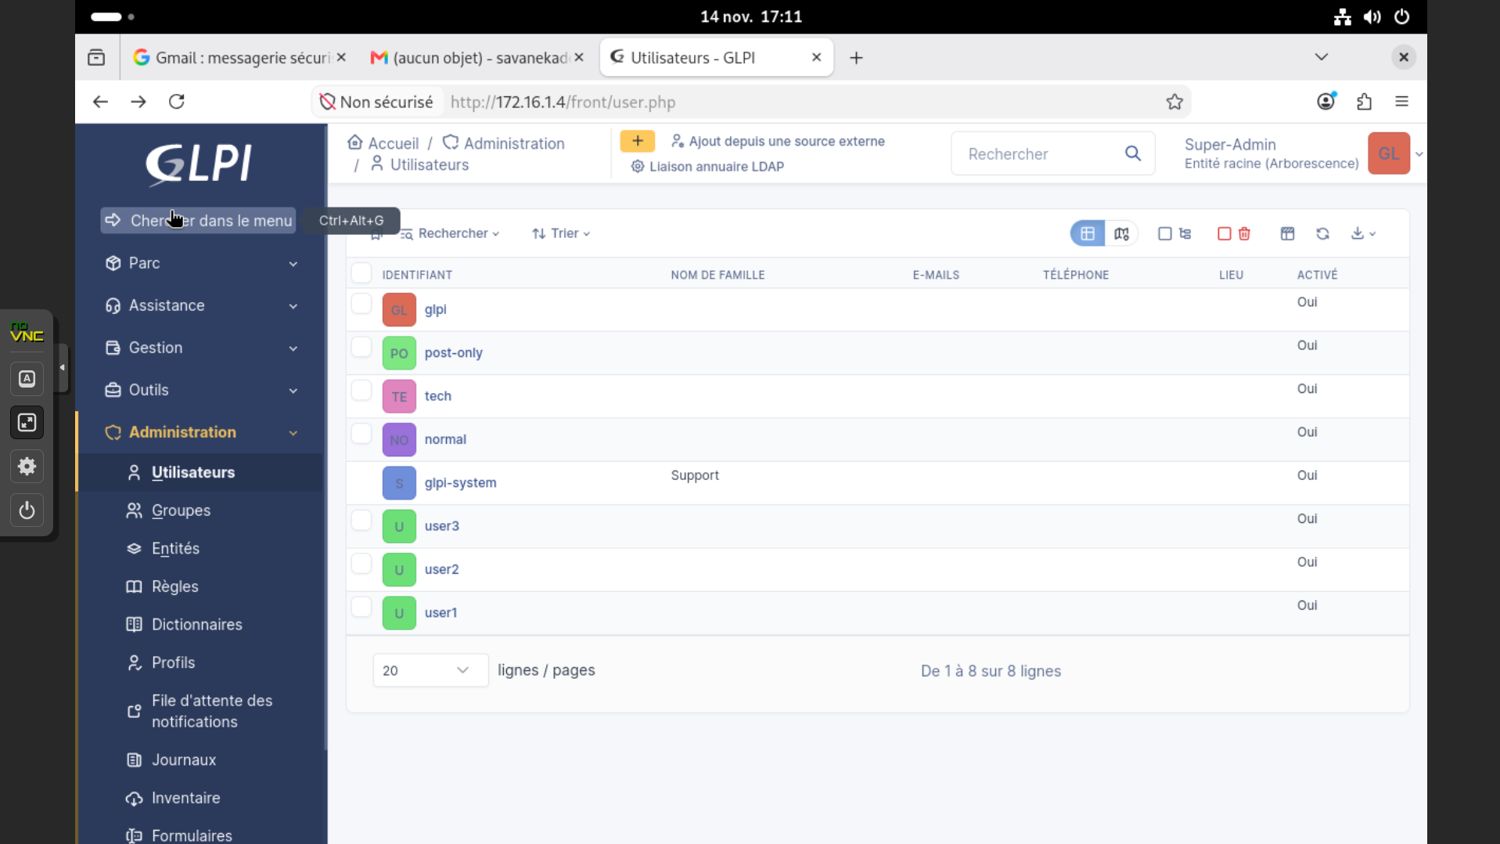 14 nov. 17:11
Gmail : messagerie sécuri
(aucun objet) - savanekad
Utilisateurs - GLPI
Non sécurisé
http://172.16.1.4/front/user.php
GLPI
Chercher dans le menu
Ctrl+Alt+G
Parc
Assistance
Gestion
Outils
Administration
Utilisateurs
Groupes
Entités
Règles
Dictionnaires
Profils
File d'attente des
notifications
Journaux
Inventaire
Formulaires
Accueil / Administration
/ Utilisateurs
Ajout depuis une source externe
Liaison annuaire LDAP
Rechercher
Super-Admin
Entité racine (Arborescence)
GL
Rechercher
Trier
IDENTIFIANT NOM DE FAMILLE E-MAILS TÉLÉPHONE LIEU ACTIVÉ
GL glpi Oui
PO post-only Oui
TE tech Oui
NO normal Oui
S glpi-system Support Oui
U user3 Oui
U user2 Oui
U user1 Oui
20 lignes / pages De 1 à 8 sur 8 lignes
no
VNC
A